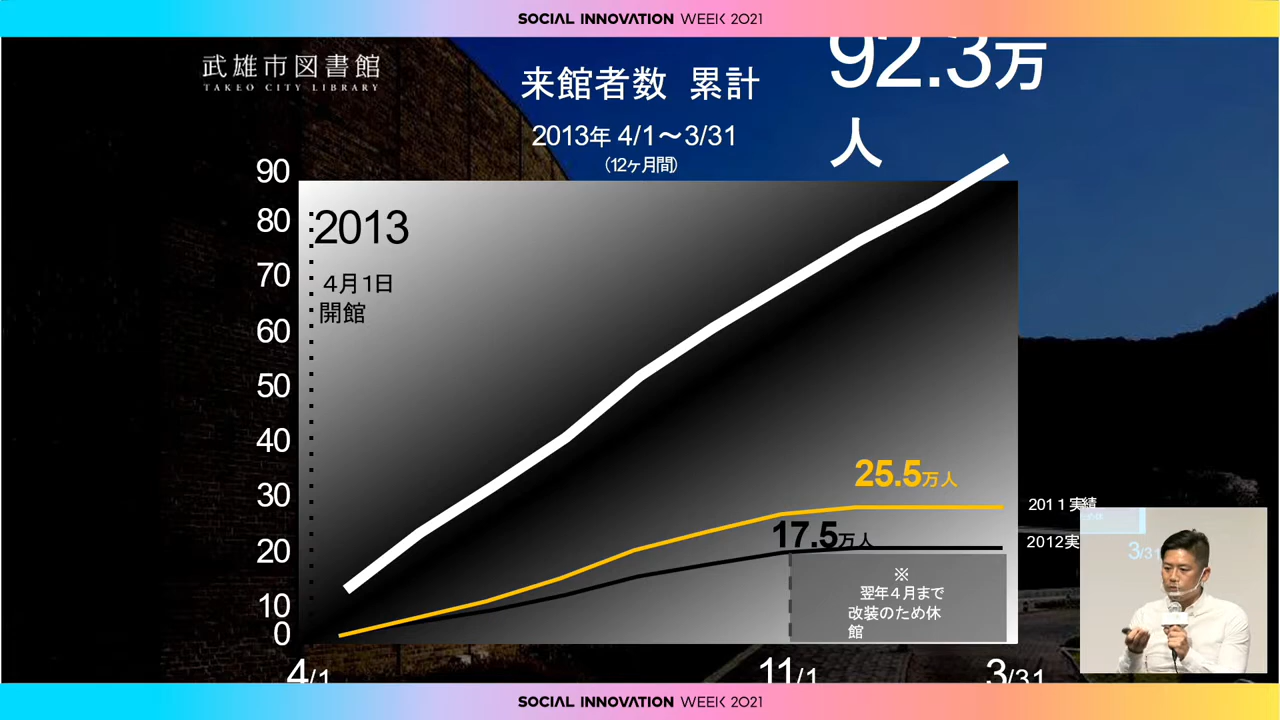 SOCIAL INNOVATION WEEK 2021
武雄市図書館
TAKEO CITY LIBRARY
来館者数 累計
92.3万
人
2013年 4/1～3/31
(12ヶ月間)
90
80
70
60
50
40
30
20
10
0
2013
4月1日
開館
25.5万人
17.5万人
2011実績
2012実
※
翌年4月まで
改装のため休
館
3/31
4/1
11/1
3/31
SOCIAL INNOVATION WEEK 2021